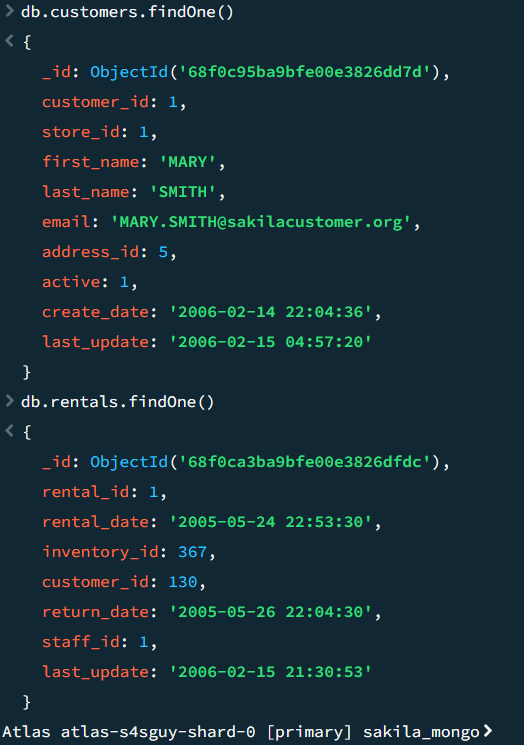 > db.customers.findOne()
< {
_id: ObjectId('68f0c95ba9bfe00e3826dd7d'),
customer_id: 1,
store_id: 1,
first_name: 'MARY',
last_name: 'SMITH',
email: 'MARY.SMITH@sakilacustomer.org',
address_id: 5,
active: 1,
create_date: '2006-02-14 22:04:36',
last_update: '2006-02-15 04:57:20'
}
> db.rentals.findOne()
< {
_id: ObjectId('68f0ca3ba9bfe00e3826dfdc'),
rental_id: 1,
rental_date: '2005-05-24 22:53:30',
inventory_id: 367,
customer_id: 130,
return_date: '2005-05-26 22:04:30',
staff_id: 1,
last_update: '2006-02-15 21:30:53'
}
Atlas atlas-s4sguy-shard-0 [primary] sakila_mongo>